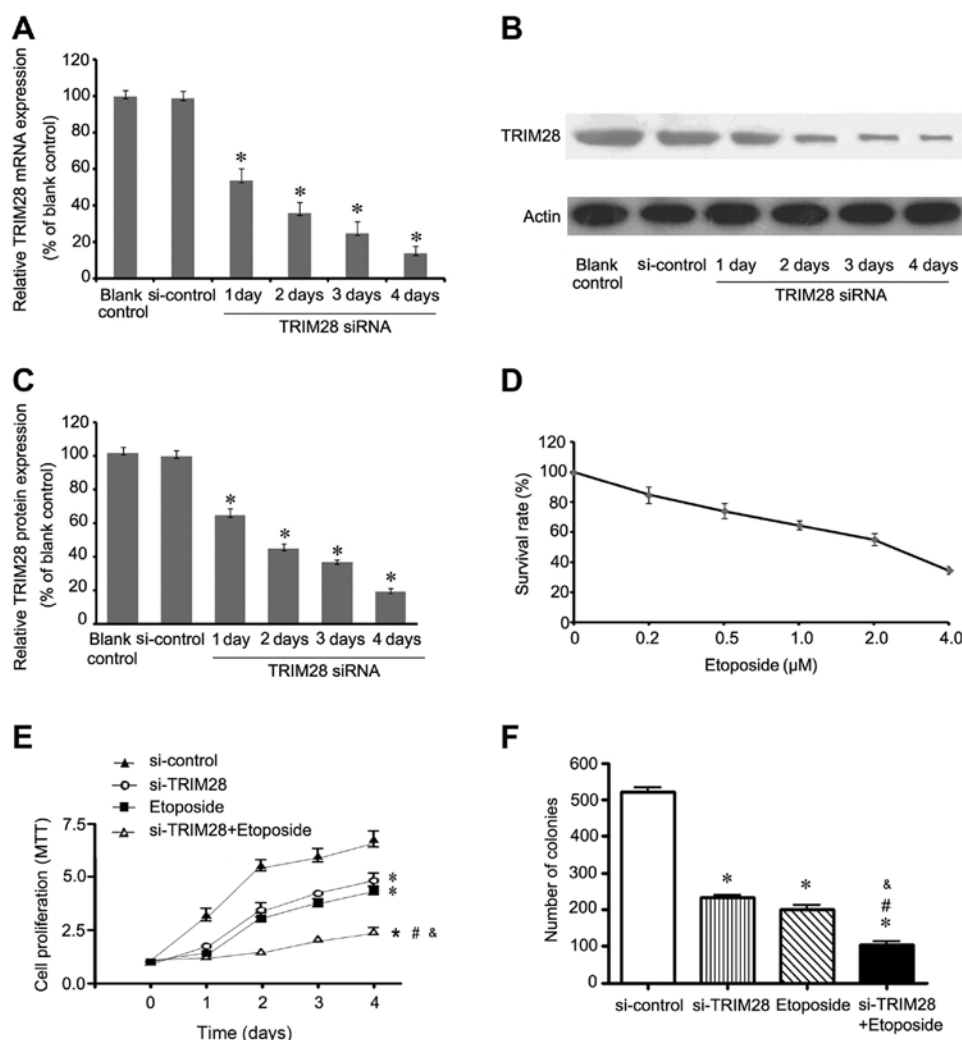 A
Relative TRIM28 mRNA expression
(% of blank control)
120
100
80
60
40
20
0
*
*
*
*
Blank control
si-control
1 day
2 days
3 days
4 days
TRIM28 siRNA
B
TRIM28
Actin
Blank control
si-control
1 day
2 days
3 days
4 days
TRIM28 siRNA
C
Relative TRIM28 protein expression
(% of blank control)
120
100
80
60
40
20
0
*
*
*
*
Blank control
si-control
1 day
2 days
3 days
4 days
TRIM28 siRNA
D
Survival rate (%)
120
100
80
60
40
20
0
0
0.2
0.5
1.0
2.0
4.0
Etoposide (µM)
E
si-control
si-TRIM28
Etoposide
si-TRIM28+Etoposide
Cell proliferation (MTT)
7.5
5.0
2.5
0.0
*
*
* # &
0
1
2
3
4
Time (days)
F
Number of colonies
600
500
400
300
200
100
0
*
*
&
#
*
si-control
si-TRIM28
Etoposide
si-TRIM28
+Etoposide